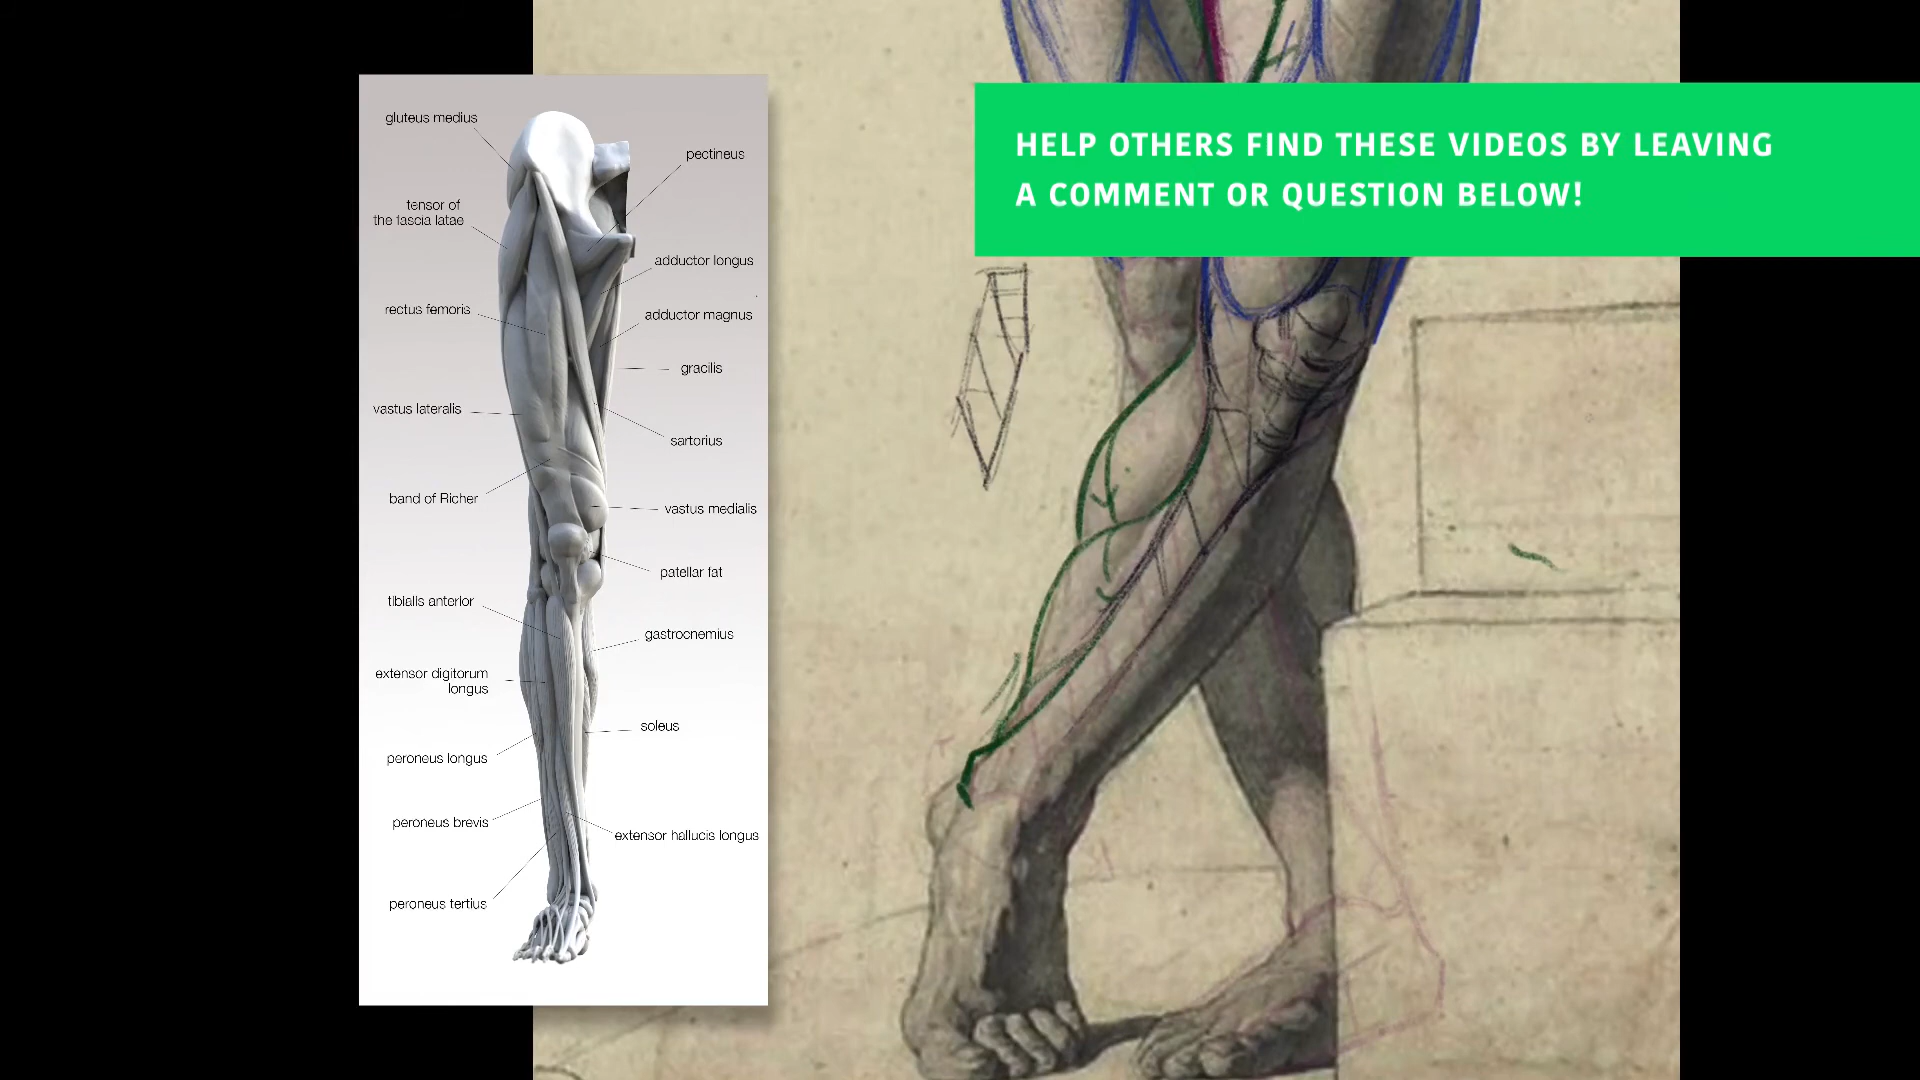 gluteus medius
pectineus
tensor of
the fascia latae
adductor longus
rectus femoris
adductor magnus
gracilis
vastus lateralis
sartorius
band of Richer
vastus medialis
patellar fat
tibialis anterior
gastrocnemius
extensor digitorum
longus
soleus
peroneus longus
peroneus brevis
extensor hallucis longus
peroneus tertius
HELP OTHERS FIND THESE VIDEOS BY LEAVING
A COMMENT OR QUESTION BELOW!